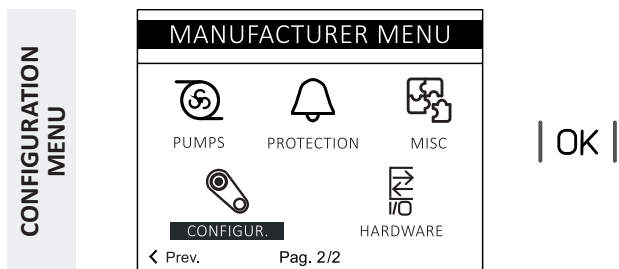 CONFIGURATION
MENU
MANUFACTURER MENU
PUMPS PROTECTION MISC
I/O
CONFIGUR. HARDWARE
Prev. Pag. 2/2
| OK |